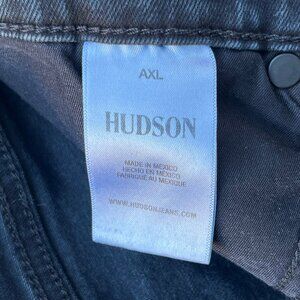 AXL
HUDSON
MADE IN MEXICO
HECHO EN MÉXICO
FABRIQUÉ AU MEXIQUE
WWW.HUDSONJEANS.COM